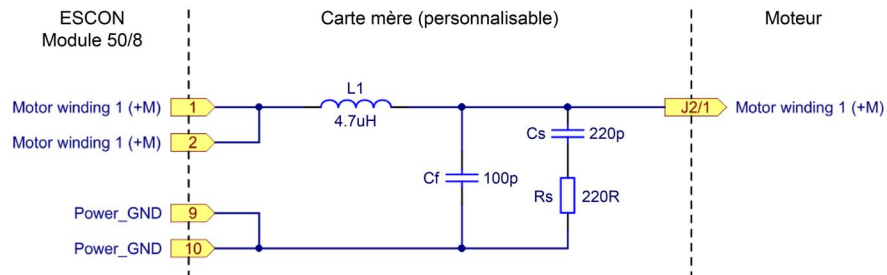 ESCON
Module 50/8
Carte mère (personnalisable)
Moteur
L1
4.7uH
Motor winding 1 (+M)
1
J2/1
Motor winding 1 (+M)
Motor winding 1 (+M)
2
Cs
220p
Cf
100p
Rs
220R
Power_GND
9
Power_GND
10